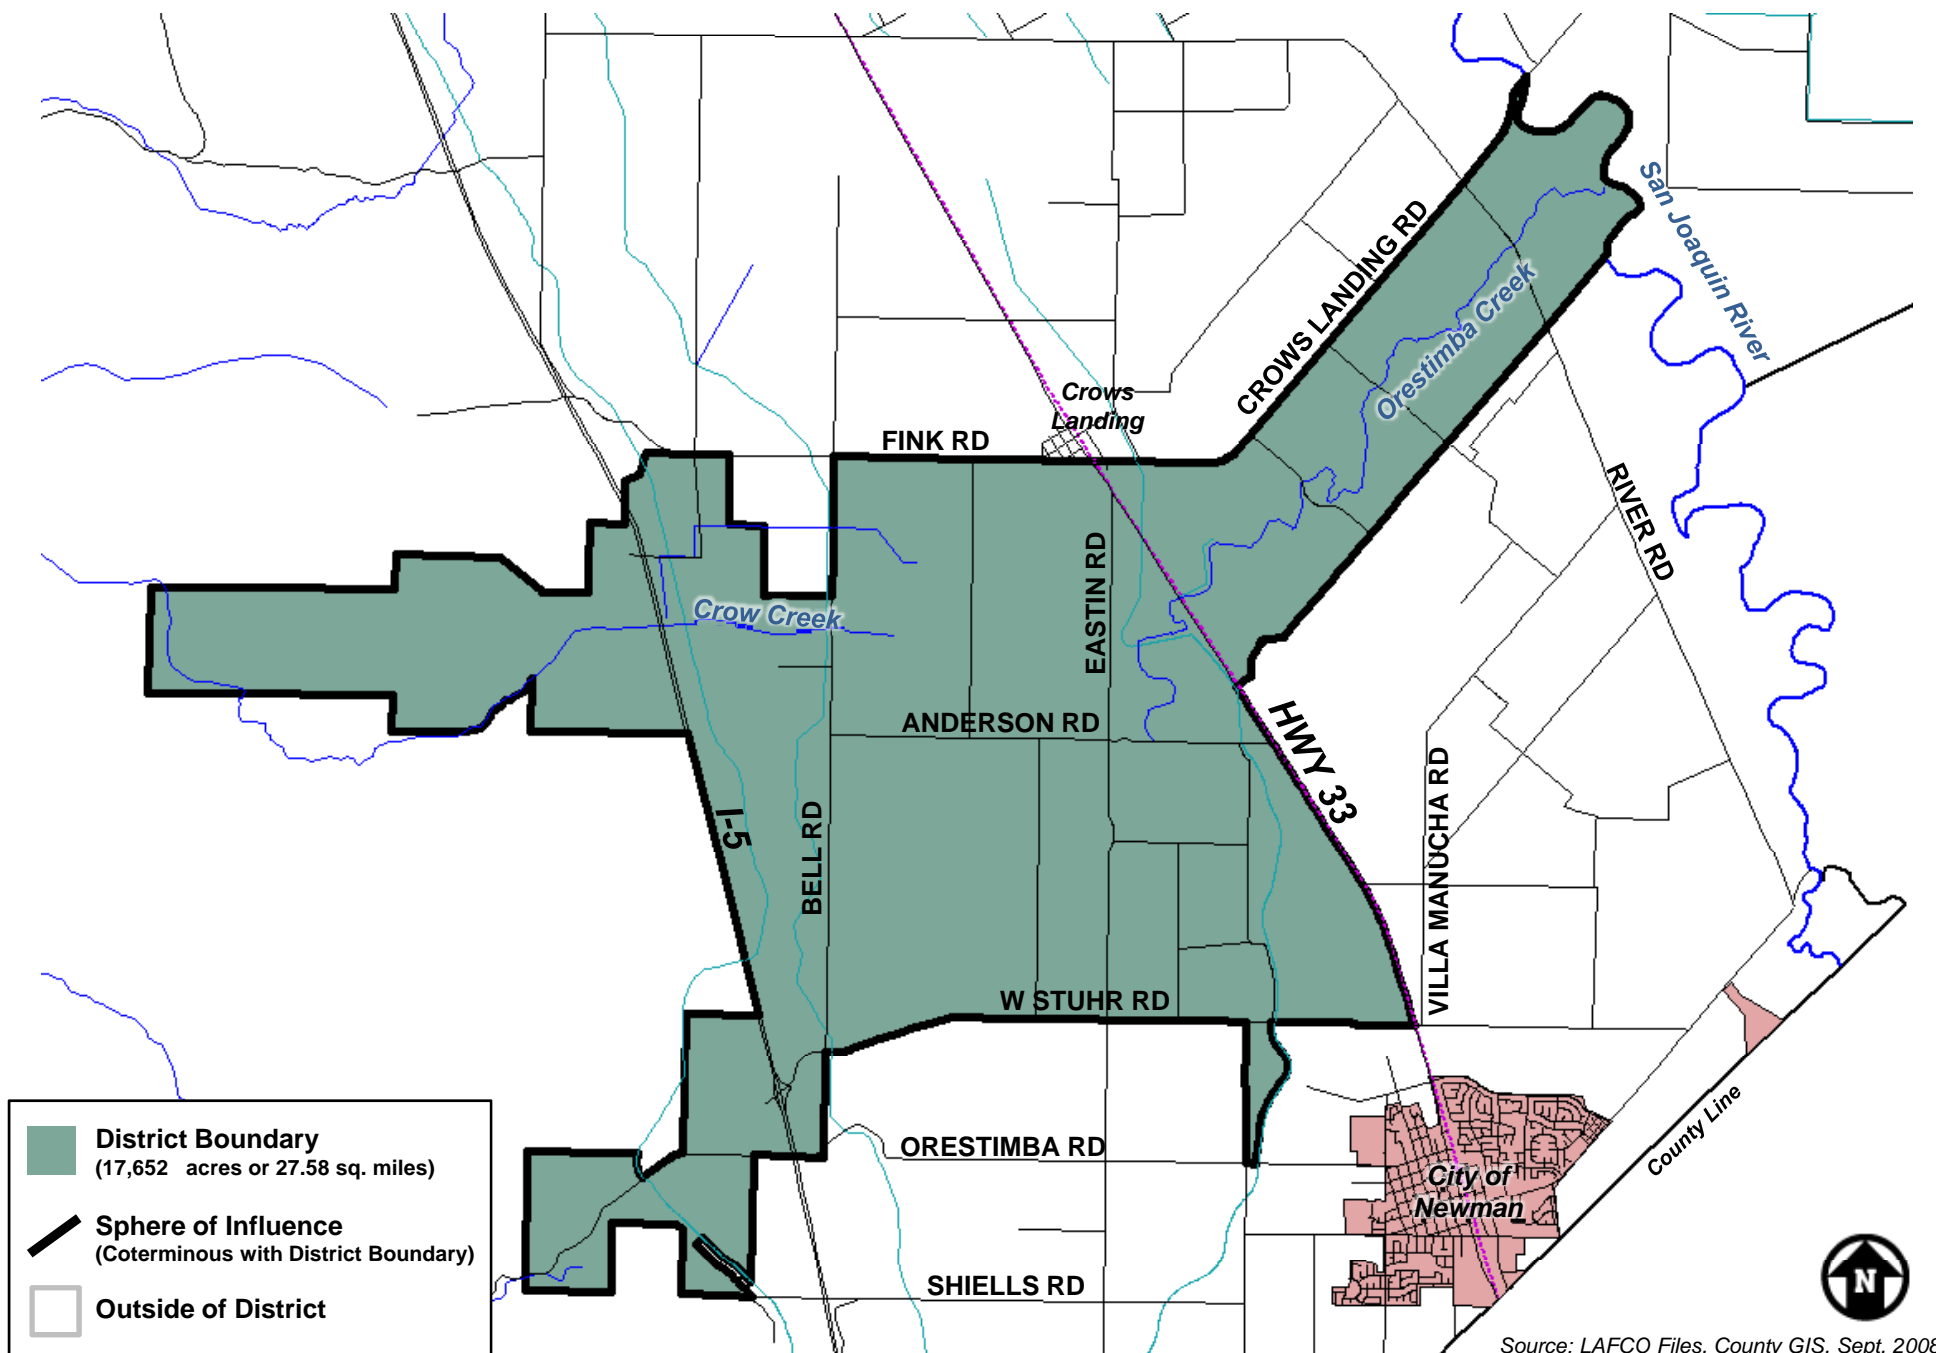 San Joaquin River
CROWS LANDING RD
Orestimba Creek
Crows
Landing
FINK RD
RIVER RD
EASTIN RD
Crow Creek
ANDERSON RD
HWY 33
I-5
BELL RD
VILLA MANUCHA RD
W STUHR RD
ORESTIMBA RD
County Line
City of
Newman
SHIELLS RD
District Boundary
(17,652 acres or 27.58 sq. miles)
Sphere of Influence
(Coterminous with District Boundary)
Outside of District
N
Source: LAFCO Files, County GIS, Sept. 2008